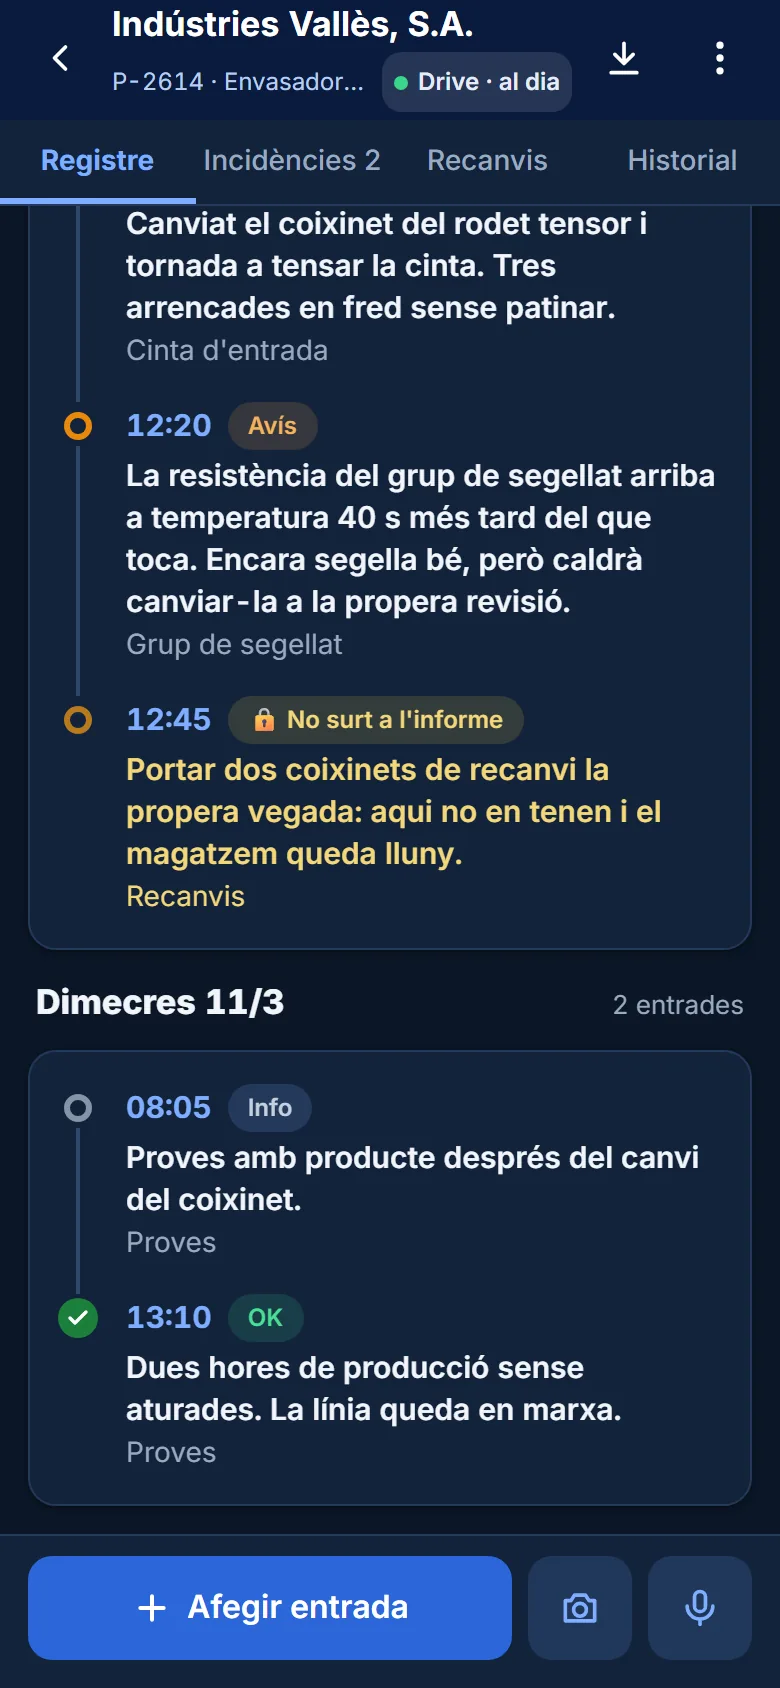 Indústries Vallès, S.A.
P-2614 · Envasador...
Drive · al dia
Registre
Incidències 2
Recanvis
Historial
Canviat el coixinet del rodet tensor i
tornada a tensar la cinta. Tres
arrencades en fred sense patinar.
Cinta d'entrada
12:20 Avís
La resistència del grup de segellat arriba
a temperatura 40 s més tard del que
toca. Encara segella bé, però caldrà
canviar-la a la propera revisió.
Grup de segellat
12:45 🔒 No surt a l'informe
Portar dos coixinets de recanvi la
propera vegada: aqui no en tenen i el
magatzem queda lluny.
Recanvis
Dimecres 11/3
2 entrades
08:05 Info
Proves amb producte després del canvi
del coixinet.
Proves
13:10 OK
Dues hores de producció sense
aturades. La línia queda en marxa.
Proves
+ Afegir entrada